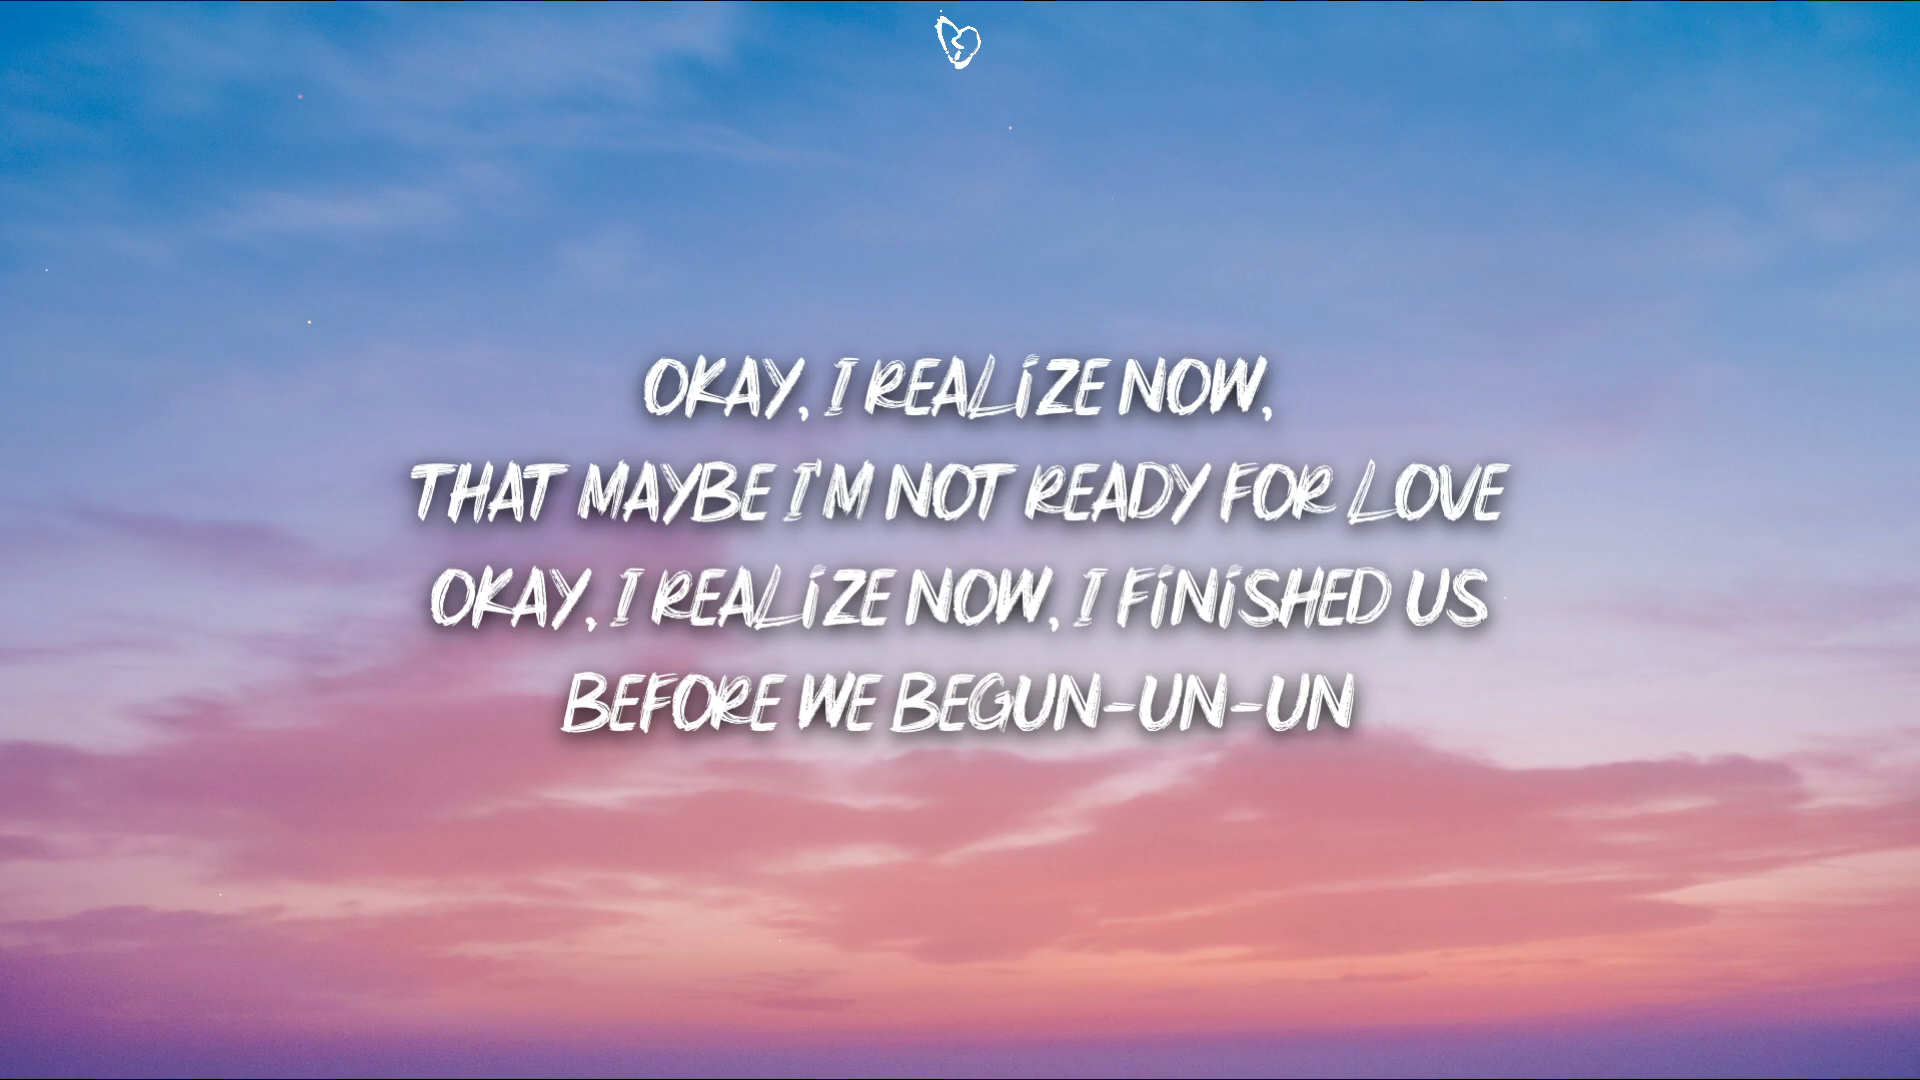 OKAY, I REALIZE NOW,
THAT MAYBE I'M NOT READY FOR LOVE
OKAY, I REALIZE NOW, I FINISHED US
BEFORE WE BEGUN-UN-UN